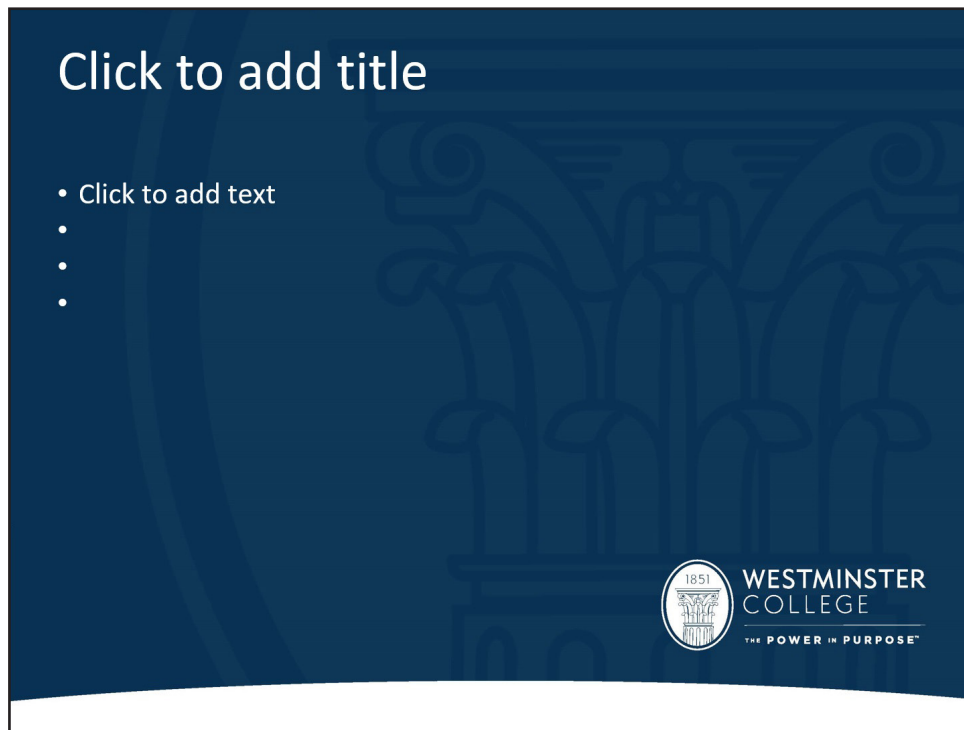 Click to add title
• Click to add text
•
•
•
1851
WESTMINSTER
COLLEGE
THE POWER IN PURPOSE™